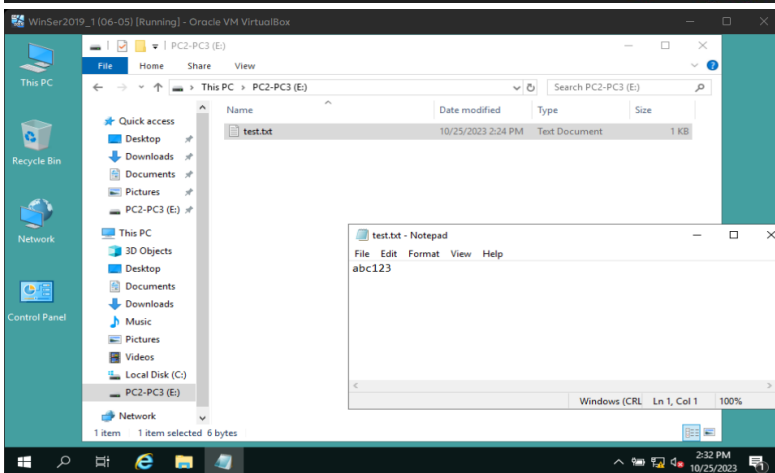 WinSer2019_1 (06-05) [Running] - Oracle VM VirtualBox
This PC
Recycle Bin
Network
Control Panel
PC2-PC3 (E:)
File Home Share View
This PC > PC2-PC3 (E:)
Search PC2-PC3 (E:)
Quick access
Desktop
Downloads
Documents
Pictures
PC2-PC3 (E:)
This PC
3D Objects
Desktop
Documents
Downloads
Music
Pictures
Videos
Local Disk (C:)
PC2-PC3 (E:)
Network
Name Date modified Type Size
test.txt 10/25/2023 2:24 PM Text Document 1 KB
1 item 1 item selected 6 bytes
test.txt - Notepad
File Edit Format View Help
abc123
Windows (CRL Ln 1, Col 1 100%
2:32 PM
10/25/2023